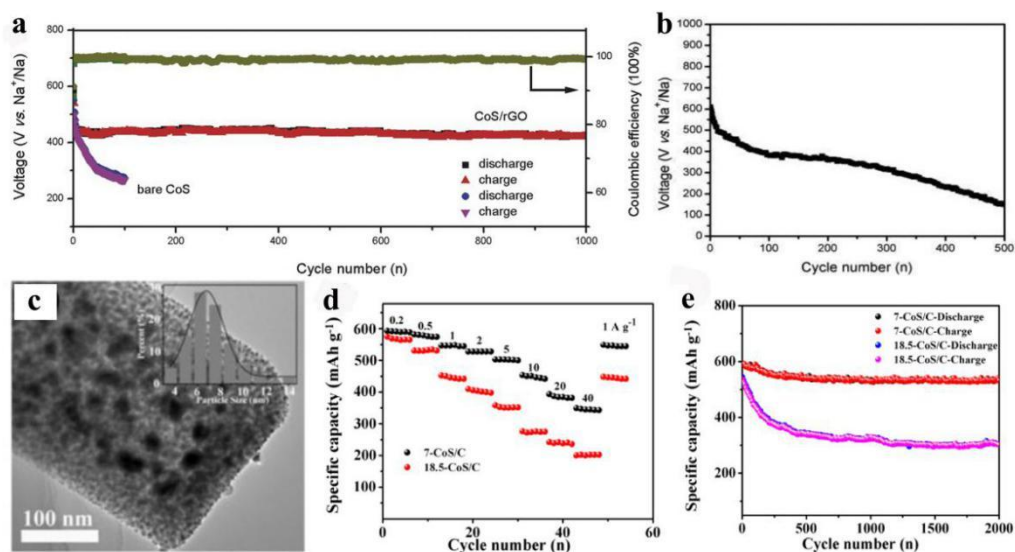 a
800
600
400
200
Voltage (V vs. Na⁺/Na)
100
80
60
Coulombic efficiency (100%)
CoS/rGO
bare CoS
discharge
charge
discharge
charge
0
200
400
600
800
1000
Cycle number (n)
b
1000
900
800
700
600
500
400
300
200
100
0
Voltage (V vs. Na⁺/Na)
0
100
200
300
400
500
Cycle number (n)
c
20
10
0
4
6
8
10
12
14
Particle Size (nm)
100 nm
d
600
450
300
150
0
Specific capacity (mAh g⁻¹)
0.2
0.5
1
2
5
10
20
40
1 A g⁻¹
7-CoS/C
18.5-CoS/C
0
20
40
60
Cycle number (n)
e
800
600
400
200
Specific capacity (mAh g⁻¹)
7-CoS/C-Discharge
7-CoS/C-Charge
18.5-CoS/C-Discharge
18.5-CoS/C-Charge
0
500
1000
1500
2000
Cycle number (n)